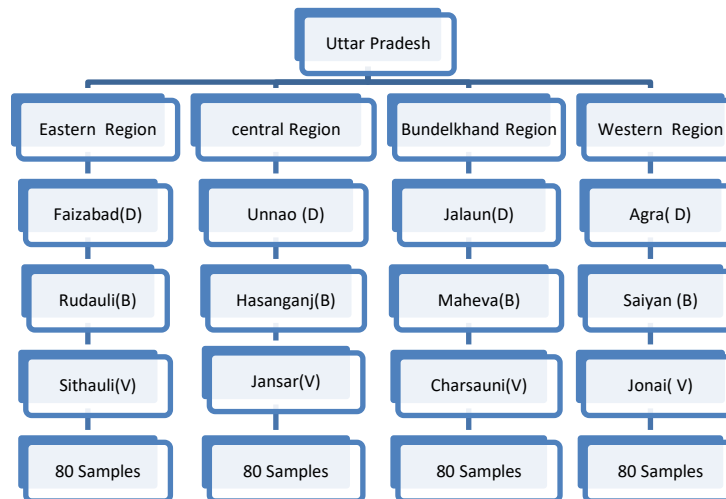 Uttar Pradesh
Eastern Region
central Region
Bundelkhand Region
Western Region
Faizabad(D)
Unnao (D)
Jalaun(D)
Agra( D)
Rudauli(B)
Hasanganj(B)
Maheva(B)
Saiyan (B)
Sithauli(V)
Jansar(V)
Charsauni(V)
Jonai( V)
80 Samples
80 Samples
80 Samples
80 Samples